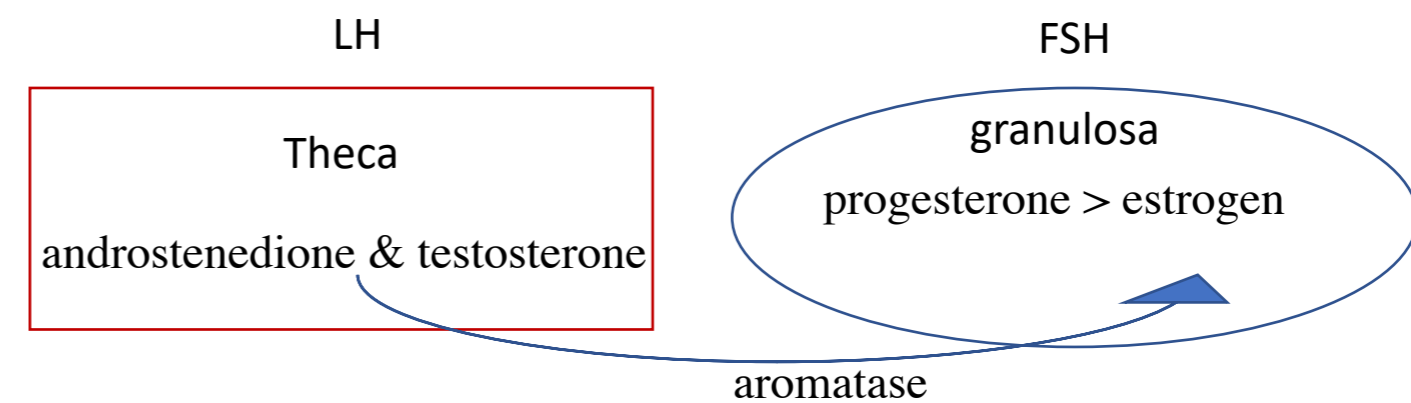 LH
FSH
Theca
granulosa
progesterone > estrogen
androstenedione & testosterone
aromatase